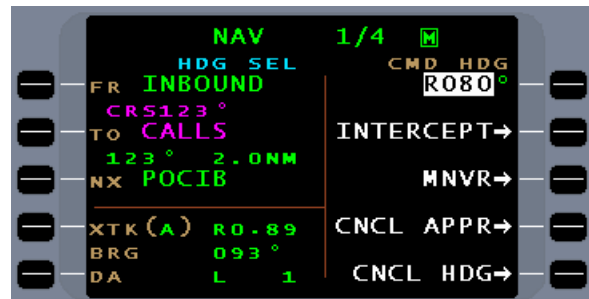 NAV 1/4 M
HDG SEL CMD HDG
FR INBOUND R080°
CRS123°
TO CALLS INTERCEPT→
123° 2.0NM
NX POCIB MNVR→
XTK(A) R0.89 CNCL APPR→
BRG 093°
DA L 1 CNCL HDG→